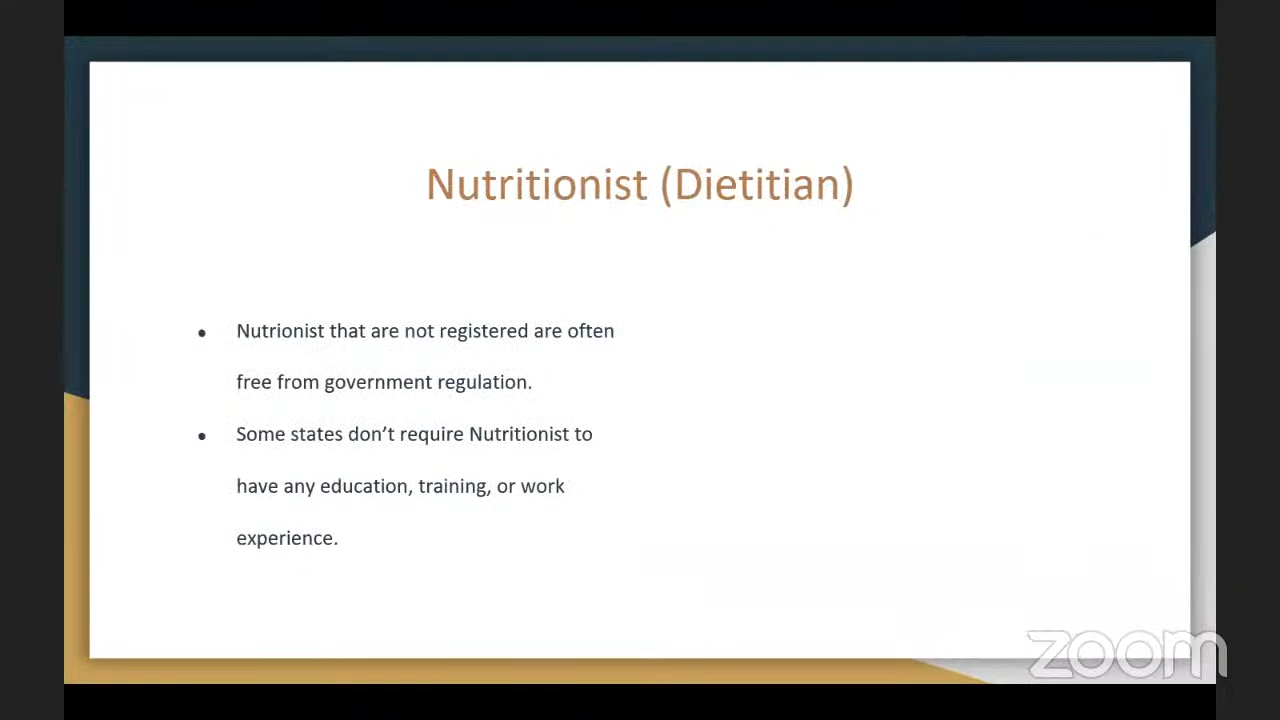 Nutritionist (Dietitian)
● Nutrionist that are not registered are often
free from government regulation.
● Some states don’t require Nutritionist to
have any education, training, or work
experience.
zoom